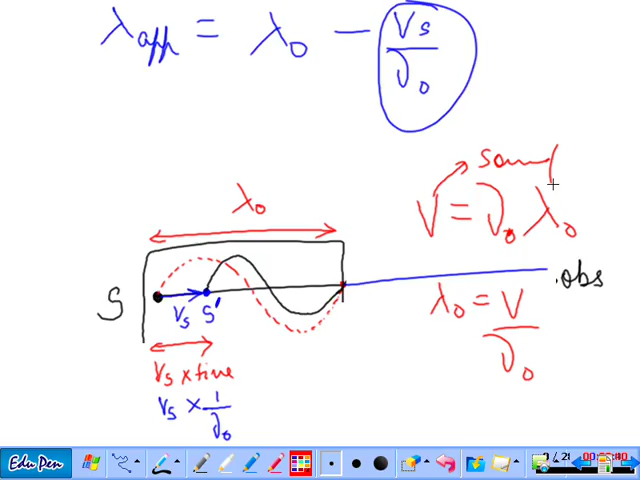 λapp = λ₀ − Vs/ν₀
sound
λ₀
V = ν₀ λ₀
.obs
S
Vs S'
λ₀ = V/ν₀
Vs x time
Vs x 1/ν₀
Edu Pen